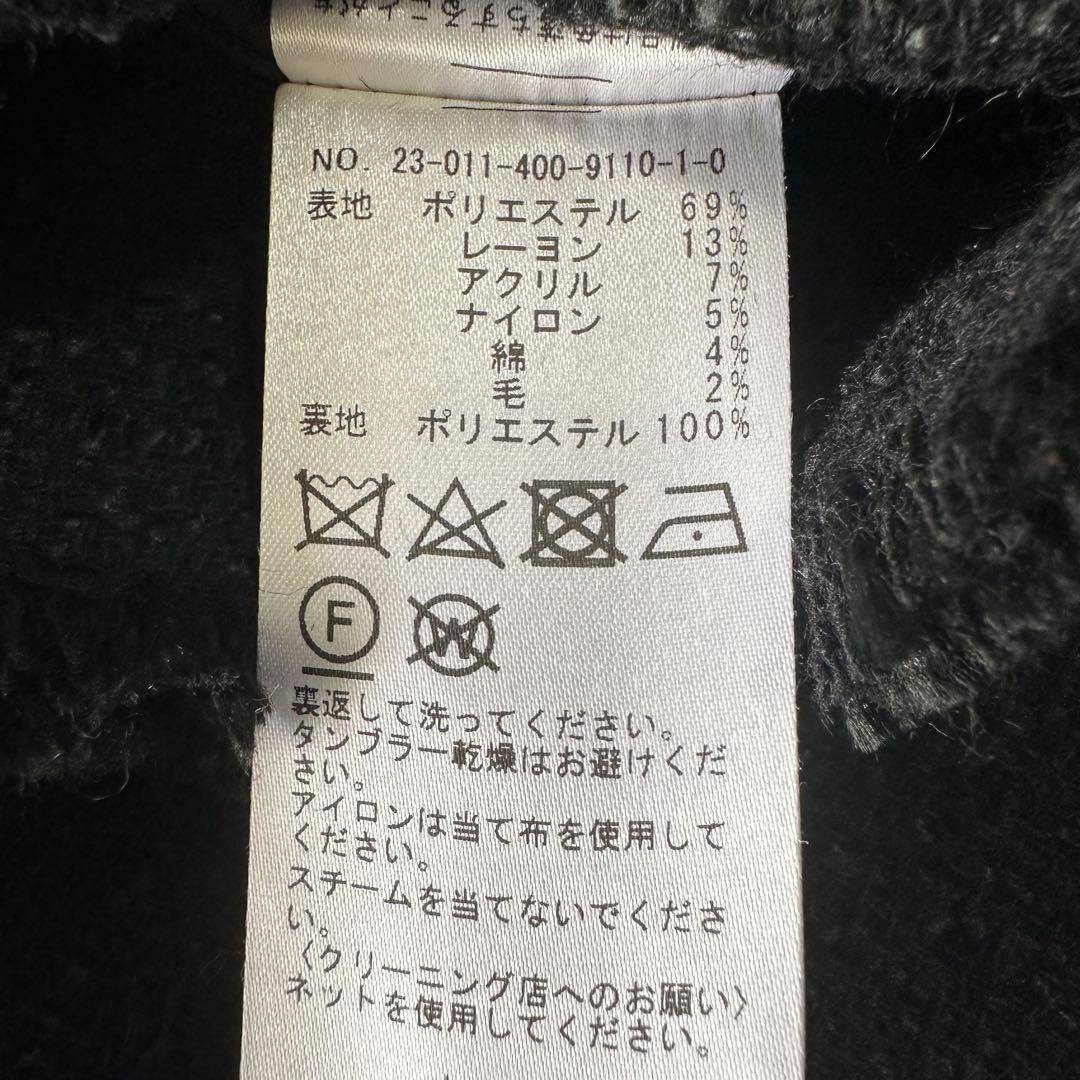 NO. 23-011-400-9110-1-0
表地 ポリエステル 69%
レーヨン 13%
アクリル 7%
ナイロン 5%
綿 4%
毛 2%
裏地 ポリエステル 100%
F W
裏返して洗ってください。
タンブラー乾燥はお避けくだ
さい。
アイロンは当て布を使用して
ください。
スチームを当てないでくださ
い。
〈クリーニング店へのお願い〉
ネットを使用してください。